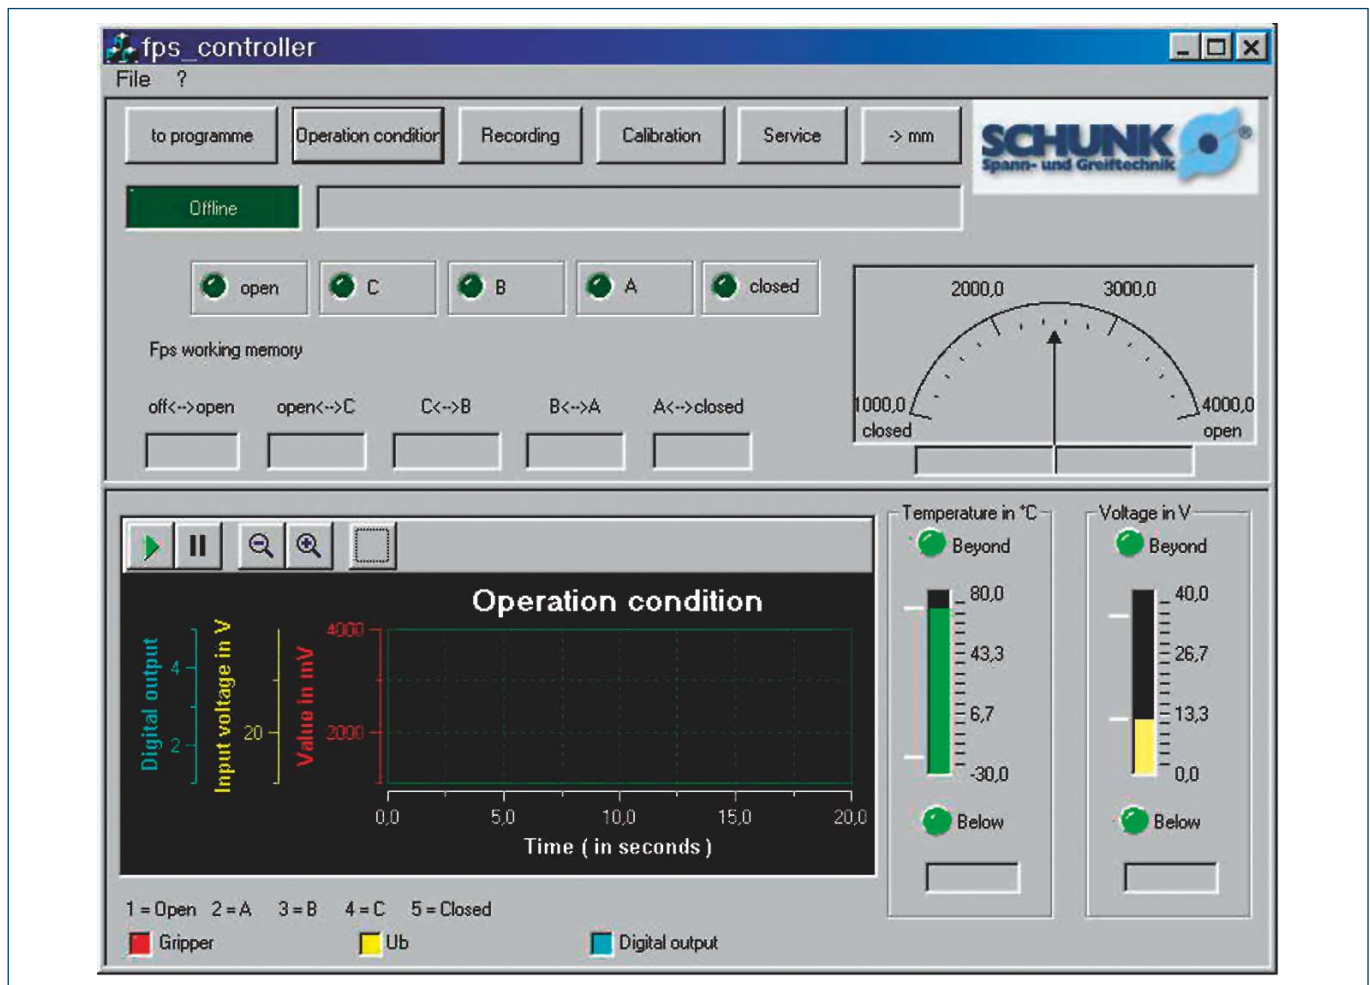 fps_controller
File ?
to programme Operation condition Recording Calibration Service -> mm
SCHUNK ®
Spann- und Greiftechnik
Offline
open C B A closed
2000,0 3000,0
Fps working memory
off<-->open open<-->C C<-->B B<-->A A<-->closed
1000,0 4000,0
closed open
Temperature in °C Voltage in V
Beyond Beyond
Operation condition
80,0 40,0
43,3 26,7
6,7 13,3
-30,0 0,0
Below Below
Digital output
4
2
Input voltage in V
20
Value in mV
4000
2000
0,0 5,0 10,0 15,0 20,0
Time ( in seconds )
1 = Open 2 = A 3 = B 4 = C 5 = Closed
Gripper Ub Digital output